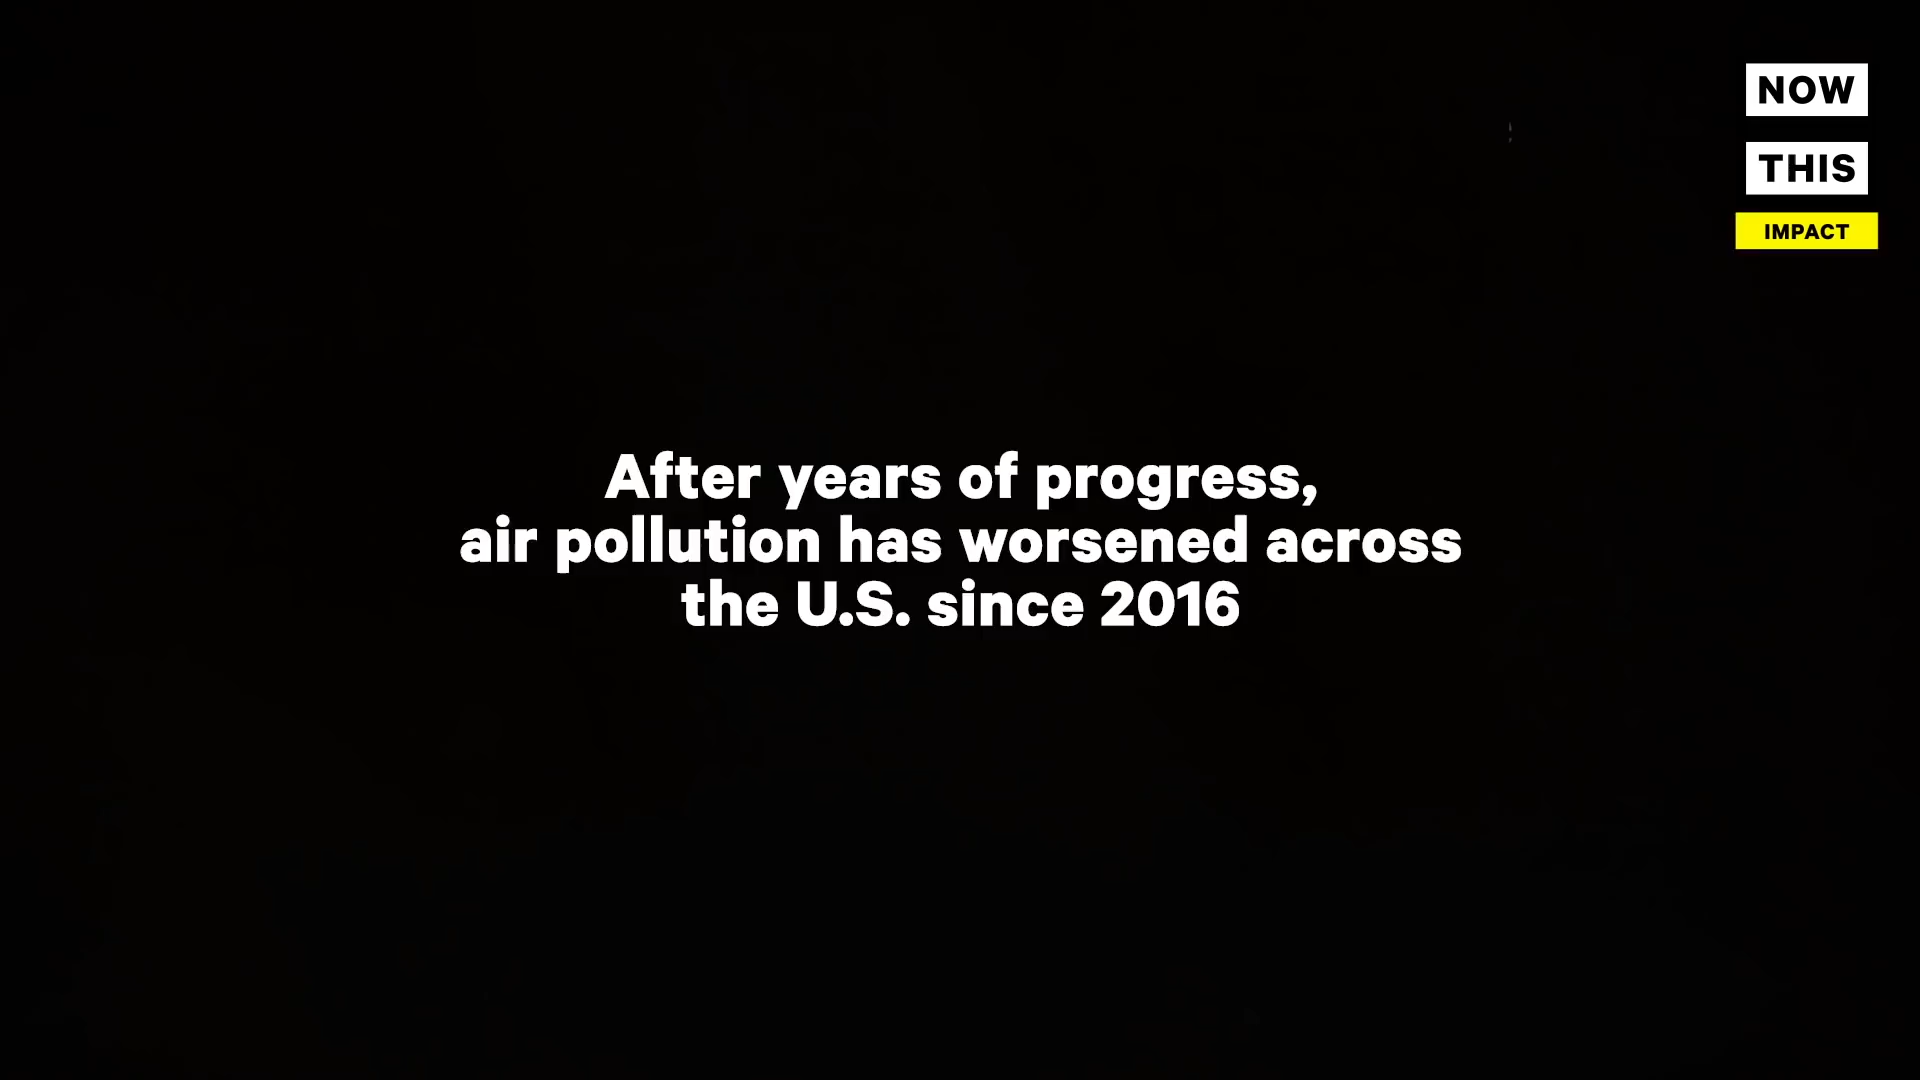 NOW
THIS
IMPACT
After years of progress,
air pollution has worsened across
the U.S. since 2016